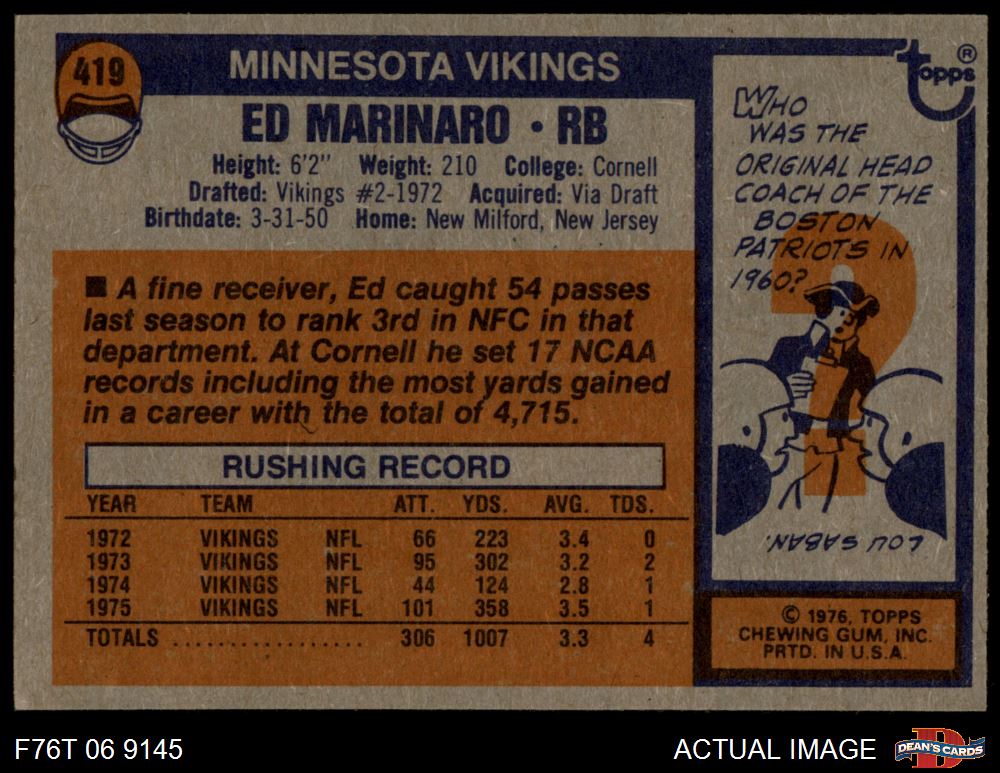 419
MINNESOTA VIKINGS
ED MARINARO • RB
Height: 6'2" Weight: 210 College: Cornell
Drafted: Vikings #2-1972 Acquired: Via Draft
Birthdate: 3-31-50 Home: New Milford, New Jersey
■ A fine receiver, Ed caught 54 passes
last season to rank 3rd in NFC in that
department. At Cornell he set 17 NCAA
records including the most yards gained
in a career with the total of 4,715.
RUSHING RECORD
YEAR TEAM ATT. YDS. AVG. TDS.
1972 VIKINGS NFL 66 223 3.4 0
1973 VIKINGS NFL 95 302 3.2 2
1974 VIKINGS NFL 44 124 2.8 1
1975 VIKINGS NFL 101 358 3.5 1
TOTALS .................. 306 1007 3.3 4
Topps ®
WHO
WAS THE
ORIGINAL HEAD
COACH OF THE
BOSTON
PATRIOTS IN
1960?
?
LOU SABAN.
© 1976, TOPPS
CHEWING GUM, INC.
PRTD. IN U.S.A.
F76T 06 9145
ACTUAL IMAGE
D
DEAN'S CARDS